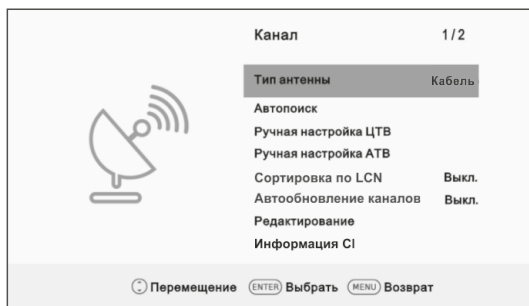 Канал 1/2
Тип антенны Кабель
Автопоиск
Ручная настройка ЦТВ
Ручная настройка АТВ
Сортировка по LCN Выкл.
Автообновление каналов Выкл.
Редактирование
Информация CI
Перемещение ENTER Выбрать MENU Возврат